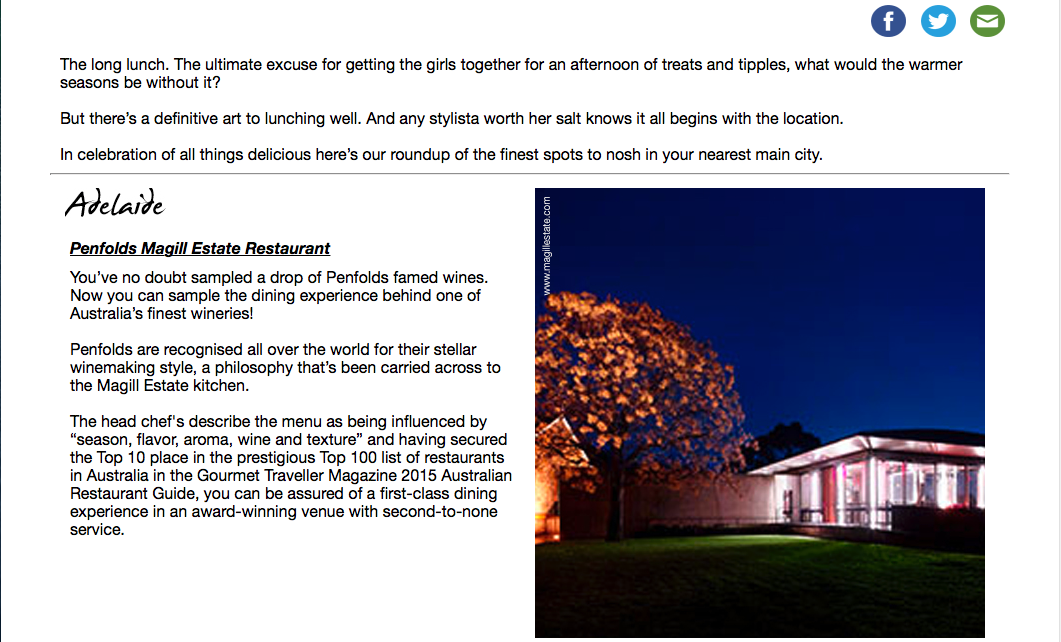 The long lunch. The ultimate excuse for getting the girls together for an afternoon of treats and tipples, what would the warmer
seasons be without it?
But there’s a definitive art to lunching well. And any stylista worth her salt knows it all begins with the location.
In celebration of all things delicious here’s our roundup of the finest spots to nosh in your nearest main city.
Adelaide
Penfolds Magill Estate Restaurant
You’ve no doubt sampled a drop of Penfolds famed wines.
Now you can sample the dining experience behind one of
Australia’s finest wineries!
Penfolds are recognised all over the world for their stellar
winemaking style, a philosophy that’s been carried across to
the Magill Estate kitchen.
The head chef's describe the menu as being influenced by
“season, flavor, aroma, wine and texture” and having secured
the Top 10 place in the prestigious Top 100 list of restaurants
in Australia in the Gourmet Traveller Magazine 2015 Australian
Restaurant Guide, you can be assured of a first-class dining
experience in an award-winning venue with second-to-none
service.
www.magillestate.com